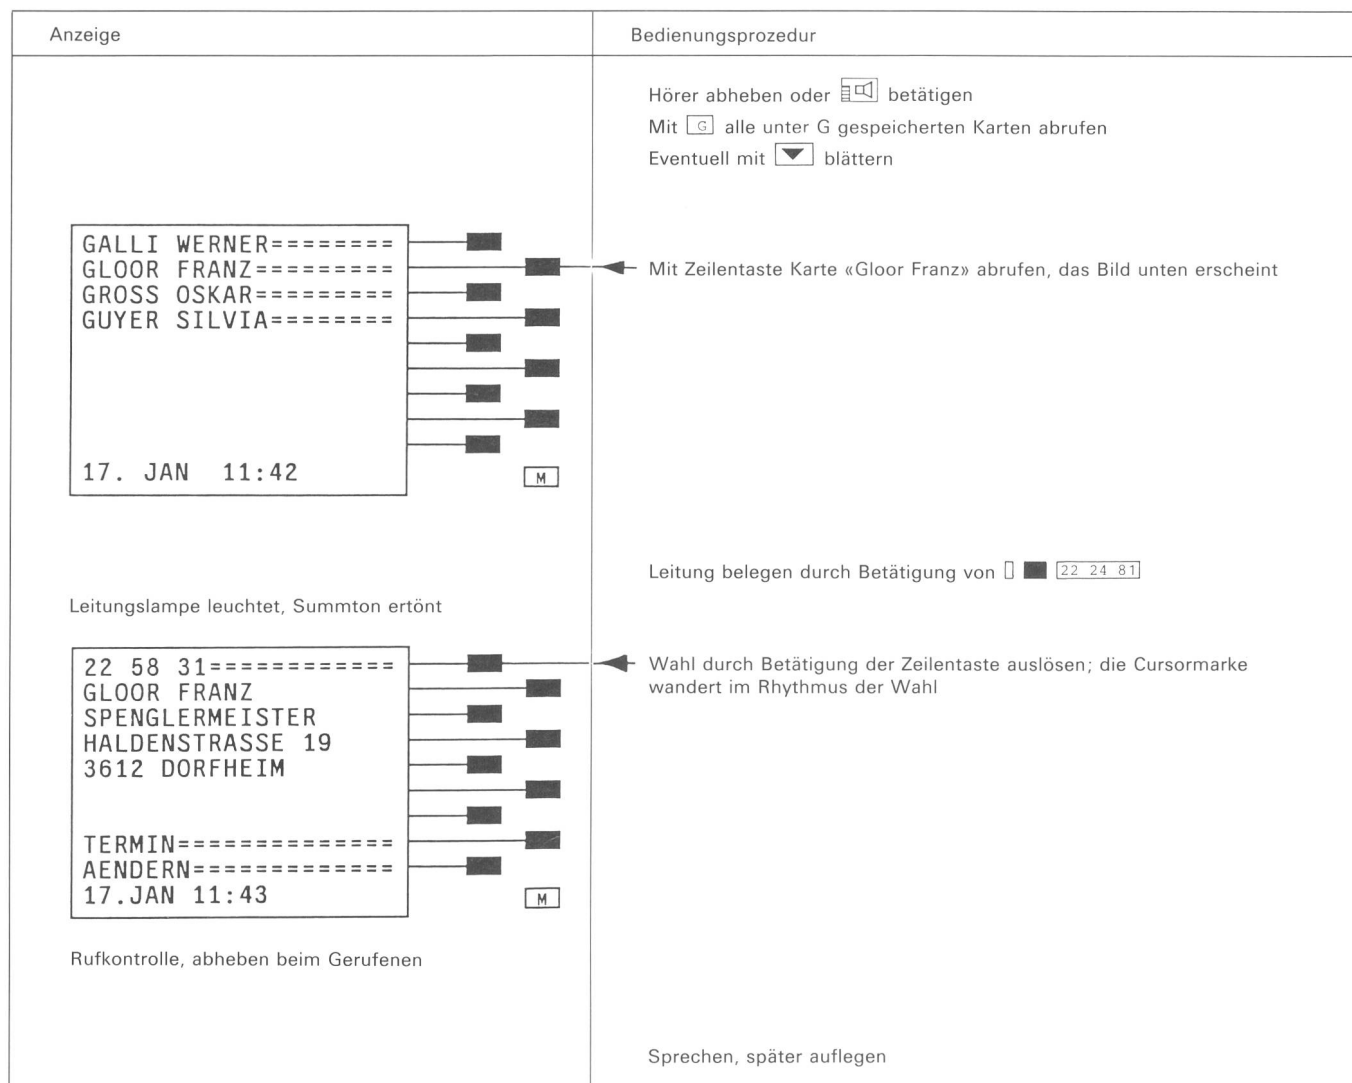 Anzeige
Bedienungsprozedur
Hörer abheben oder betätigen
Mit G alle unter G gespeicherten Karten abrufen
Eventuell mit blättern
GALLI WERNER========
GLOOR FRANZ=========
GROSS OSKAR=========
GUYER SILVIA========
17. JAN 11:42
M
Mit Zeilentaste Karte «Gloor Franz» abrufen, das Bild unten erscheint
Leitung belegen durch Betätigung von 22 24 81
Leitungslampe leuchtet, Summton ertönt
22 58 31============
GLOOR FRANZ
SPENGLERMEISTER
HALDENSTRASSE 19
3612 DORFHEIM
TERMIN==============
AENDERN=============
17.JAN 11:43
M
Wahl durch Betätigung der Zeilentaste auslösen; die Cursormarke
wandert im Rhythmus der Wahl
Rufkontrolle, abheben beim Gerufenen
Sprechen, später auflegen